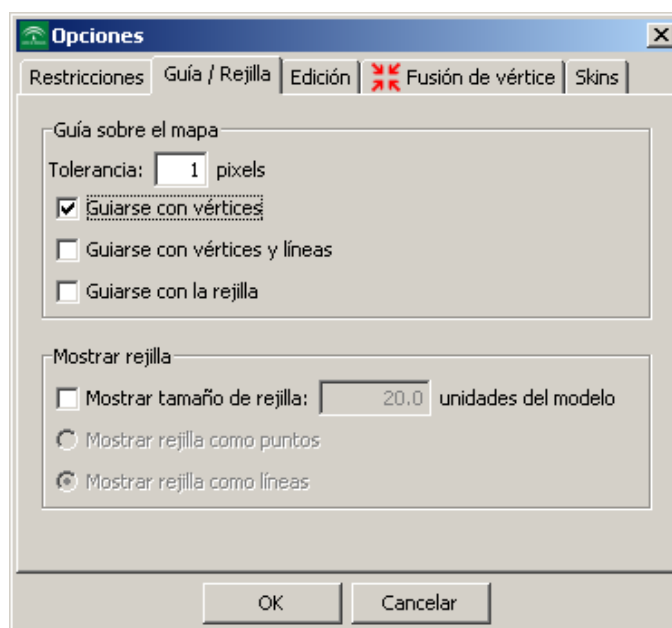 Opciones
Restricciones Guía / Rejilla Edición Fusión de vértice Skins
Guía sobre el mapa
Tolerancia: 1 pixels
Guiarse con vértices
Guiarse con vértices y líneas
Guiarse con la rejilla
Mostrar rejilla
Mostrar tamaño de rejilla: 20.0 unidades del modelo
Mostrar rejilla como puntos
Mostrar rejilla como líneas
OK Cancelar